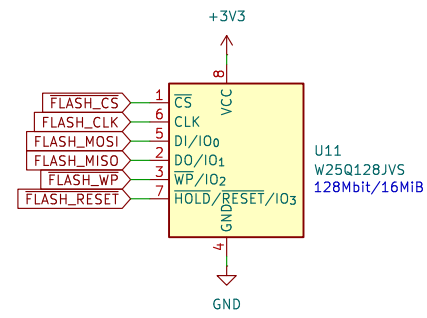 +3V3
8
VCC
FLASH_CS 1 CS
FLASH_CLK 6 CLK
FLASH_MOSI 5 DI/IO0
FLASH_MISO 2 DO/IO1
FLASH_WP 3 WP/IO2
FLASH_RESET 7 HOLD/RESET/IO3
U11
W25Q128JVS
128Mbit/16MiB
GND
4
GND